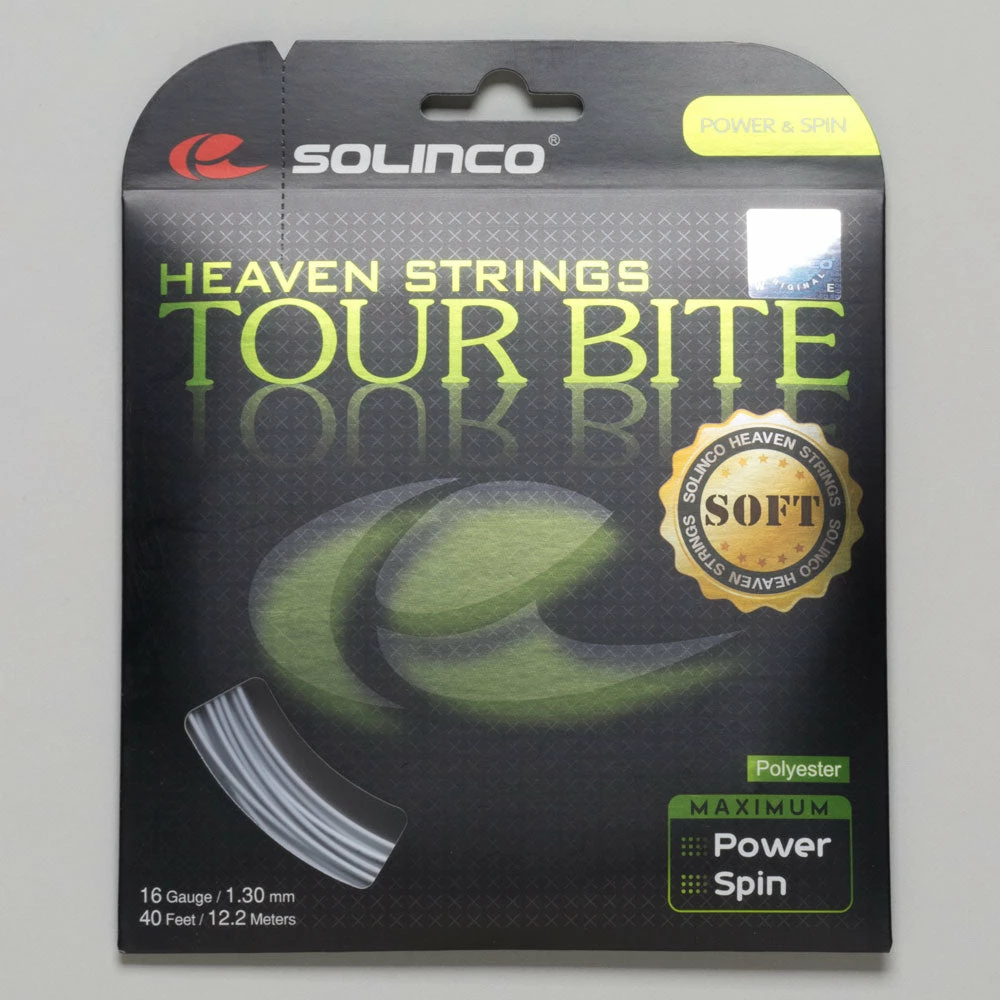 SOLINCO®
POWER & SPIN
HEAVEN STRINGS
TOUR BITE
ORIGINAL
SOLINCO HEAVEN STRINGS
SOFT
SOLINCO HEAVEN STRINGS
Polyester
MAXIMUM
Power
Spin
16 Gauge / 1.30 mm
40 Feet / 12.2 Meters